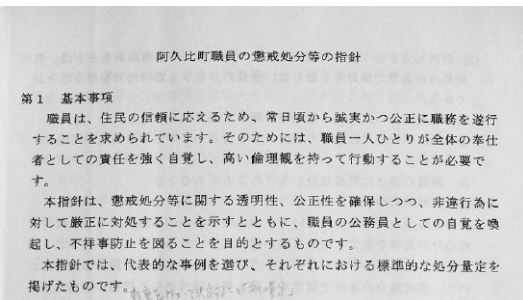 阿久比町職員の懲戒処分等の指針
第1 基本事項
職員は、住民の信頼に応えるため、常日頃から誠実かつ公正に職務を遂行
することを求められています。そのためには、職員一人ひとりが全体の奉仕
者としての責任を強く自覚し、高い倫理観を持って行動することが必要で
す。
本指針は、懲戒処分等に関する透明性、公正性を確保しつつ、非違行為に
対して厳正に対処することを示すとともに、職員の公務員としての自覚を喚
起し、不祥事防止を図ることを目的とするものです。
本指針では、代表的な事例を選び、それぞれにおける標準的な処分量定を
掲げたものです。